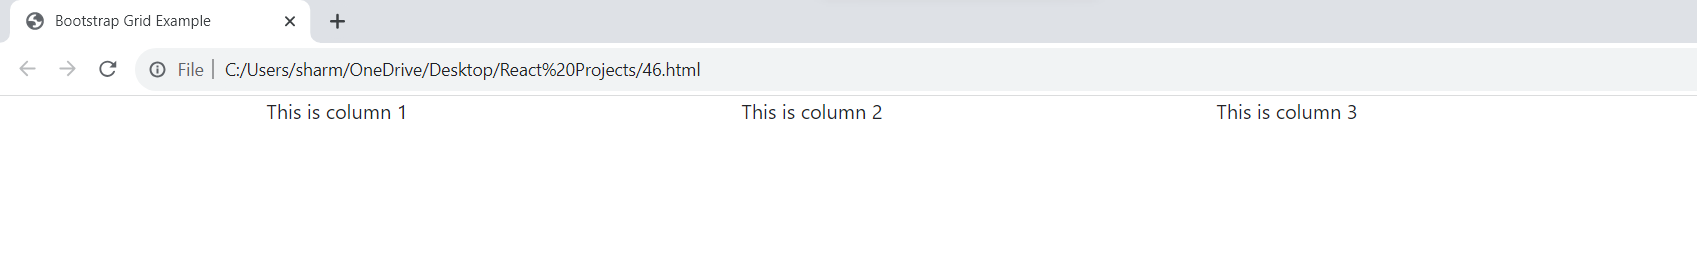 Bootstrap Grid Example
File | C:/Users/sharm/OneDrive/Desktop/React%20Projects/46.html
This is column 1 This is column 2 This is column 3